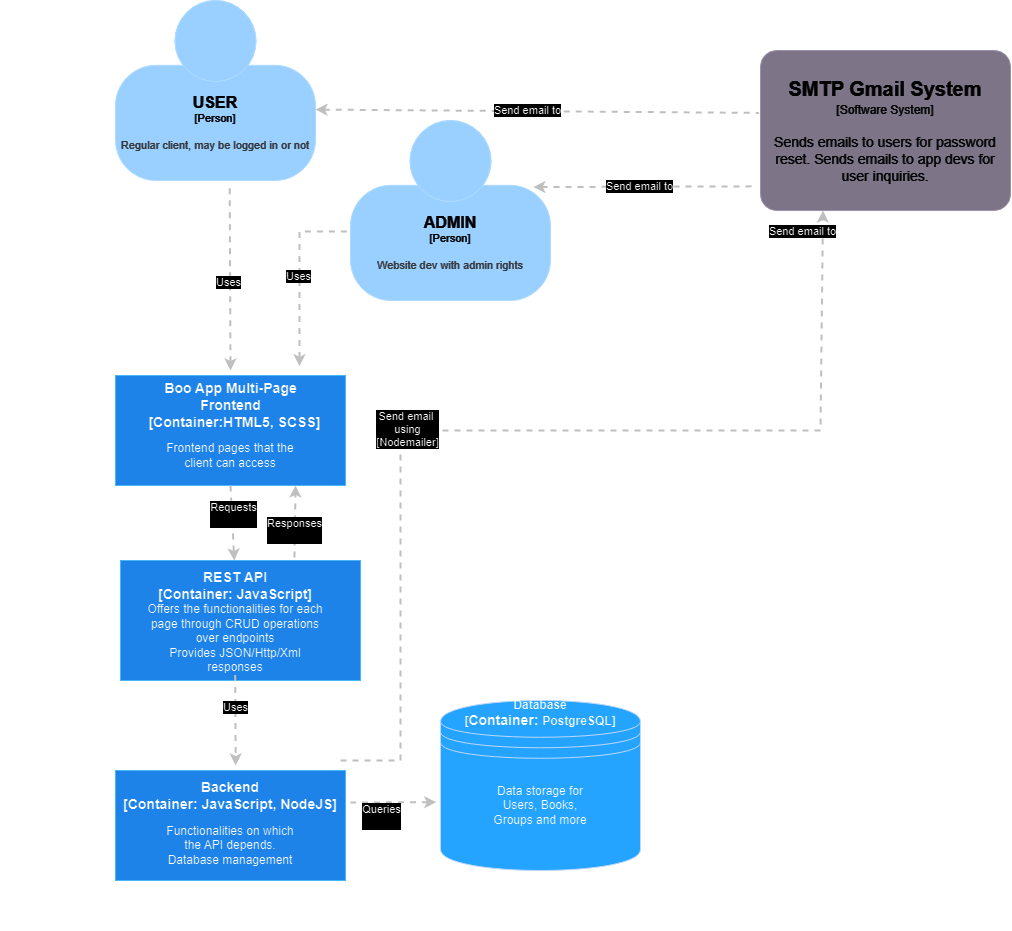 USER
[Person]
Regular client, may be logged in or not
Send email to
SMTP Gmail System
[Software System]
Sends emails to users for password
reset. Sends emails to app devs for
user inquiries.
Send email to
ADMIN
[Person]
Website dev with admin rights
Send email to
Uses
Uses
Boo App Multi-Page
Frontend
[Container:HTML5, SCSS]
Frontend pages that the
client can access
Send email
using
[Nodemailer]
Requests
Responses
REST API
[Container: JavaScript]
Offers the functionalities for each
page through CRUD operations
over endpoints
Provides JSON/Http/Xml
responses
Uses
Database
[Container: PostgreSQL]
Data storage for
Users, Books,
Groups and more
Backend
[Container: JavaScript, NodeJS]
Functionalities on which
the API depends.
Database management
Queries